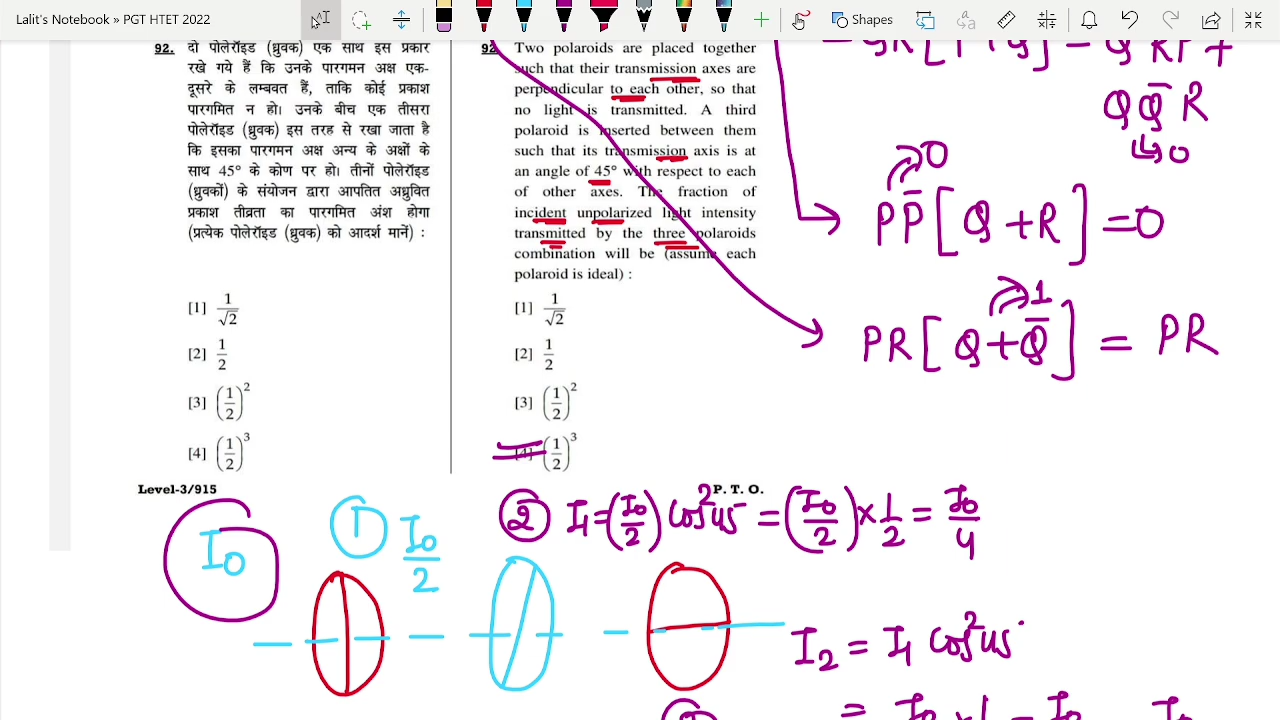 Lalit's Notebook » PGT HTET 2022
Shapes
92. दो पोलेरॉइड (ध्रुवक) एक साथ इस प्रकार
रखे गये हैं कि उनके पारगमन अक्ष एक-
दूसरे के लम्बवत हैं, ताकि कोई प्रकाश
पारगमित न हो। उनके बीच एक तीसरा
पोलेरॉइड (ध्रुवक) इस तरह से रखा जाता है
कि इसका पारगमन अक्ष अन्य के अक्षों के
साथ 45° के कोण पर हो। तीनों पोलेरॉइड
(ध्रुवकों) के संयोजन द्वारा आपतित अध्रुवित
प्रकाश तीव्रता का पारगमित अंश होगा
(प्रत्येक पोलेरॉइड (ध्रुवक) को आदर्श मानें) :
[1] 1/√2
[2] 1/2
[3] (1/2)²
[4] (1/2)³
Level-3/915
92. Two polaroids are placed together
such that their transmission axes are
perpendicular to each other, so that
no light is transmitted. A third
polaroid is inserted between them
such that its transmission axis is at
an angle of 45° with respect to each
of other axes. The fraction of
incident unpolarized light intensity
transmitted by the three polaroids
combination will be (assume each
polaroid is ideal) :
[1] 1/√2
[2] 1/2
[3] (1/2)²
[4] (1/2)³
P. T. O.
Q Q̄ R
↳ 0
0
P P̄ [Q + R] = 0
1
PR [Q + Q̄] = PR
I₀
① I₀/2
② I₁ = (I₀/2) cos²45 = (I₀/2) × 1/2 = I₀/4
I₂ = I₁ cos²45°